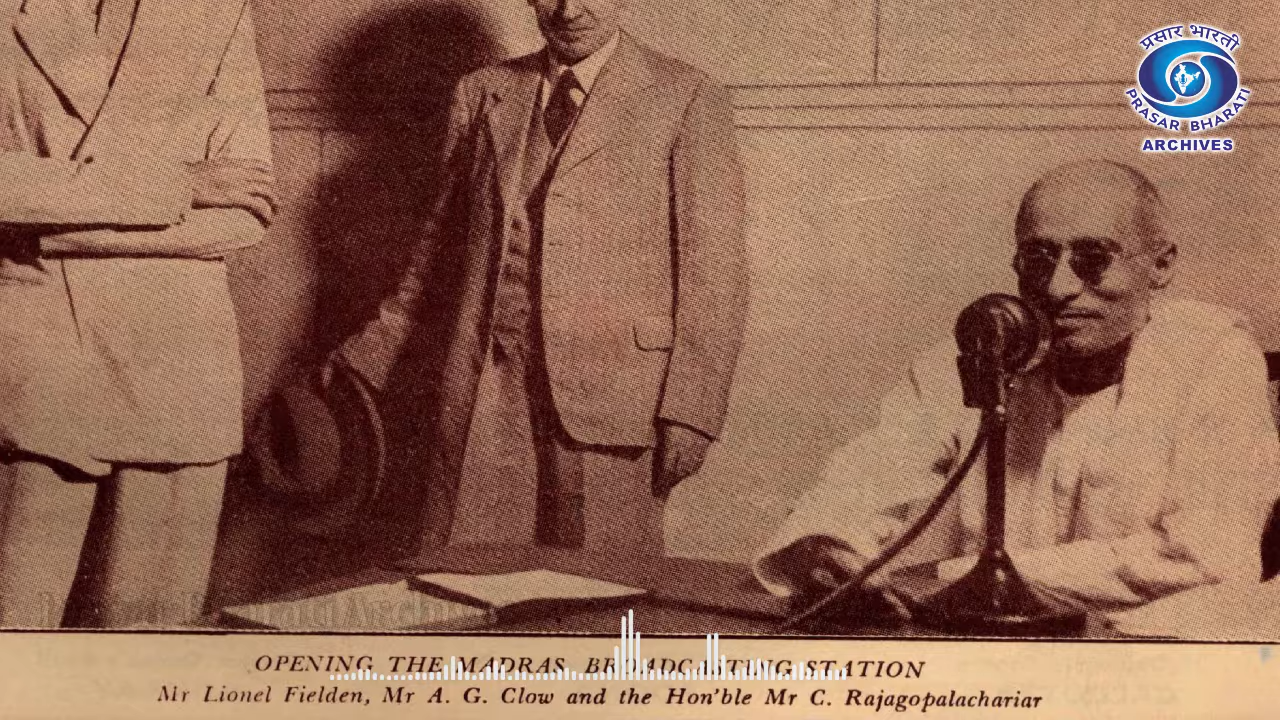 प्रसार भारती
PRASAR BHARATI
ARCHIVES
OPENING THE MADRAS BROADCASTING STATION
Mr Lionel Fielden, Mr A. G. Clow and the Hon'ble Mr C. Rajagopalachariar